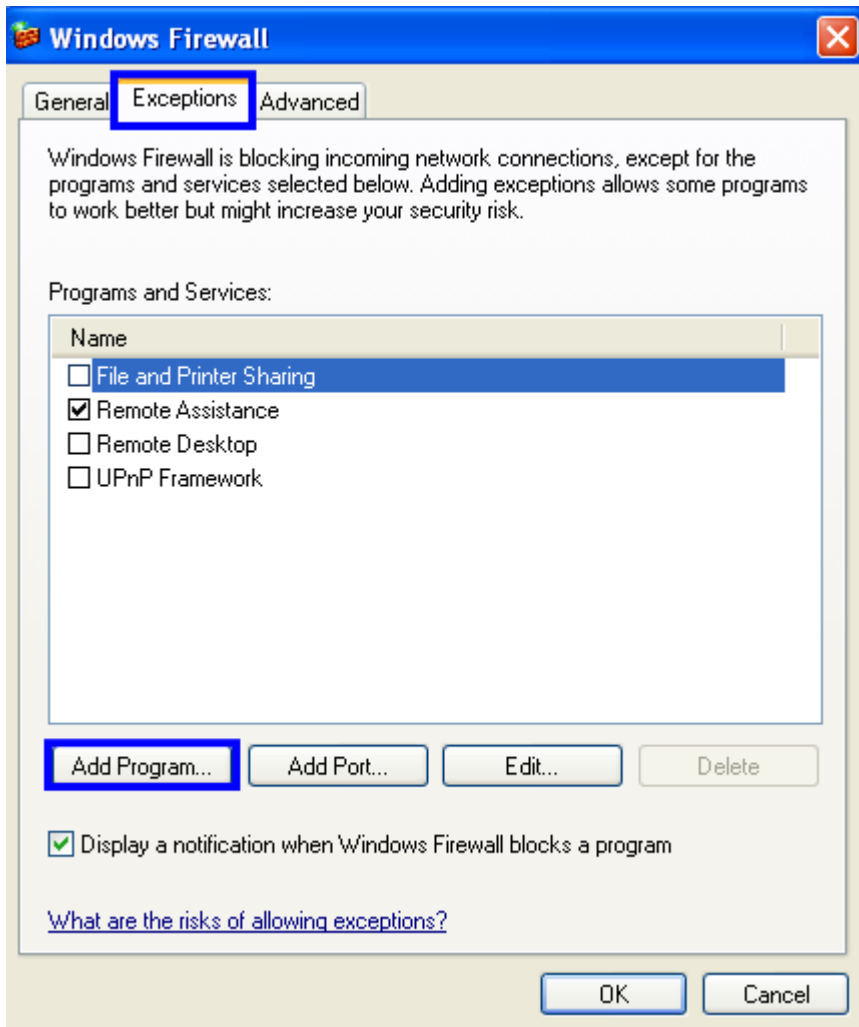 Windows Firewall
General Exceptions Advanced
Windows Firewall is blocking incoming network connections, except for the
programs and services selected below. Adding exceptions allows some programs
to work better but might increase your security risk.
Programs and Services:
Name
File and Printer Sharing
Remote Assistance
Remote Desktop
UPnP Framework
Add Program... Add Port... Edit... Delete
Display a notification when Windows Firewall blocks a program
What are the risks of allowing exceptions?
OK Cancel